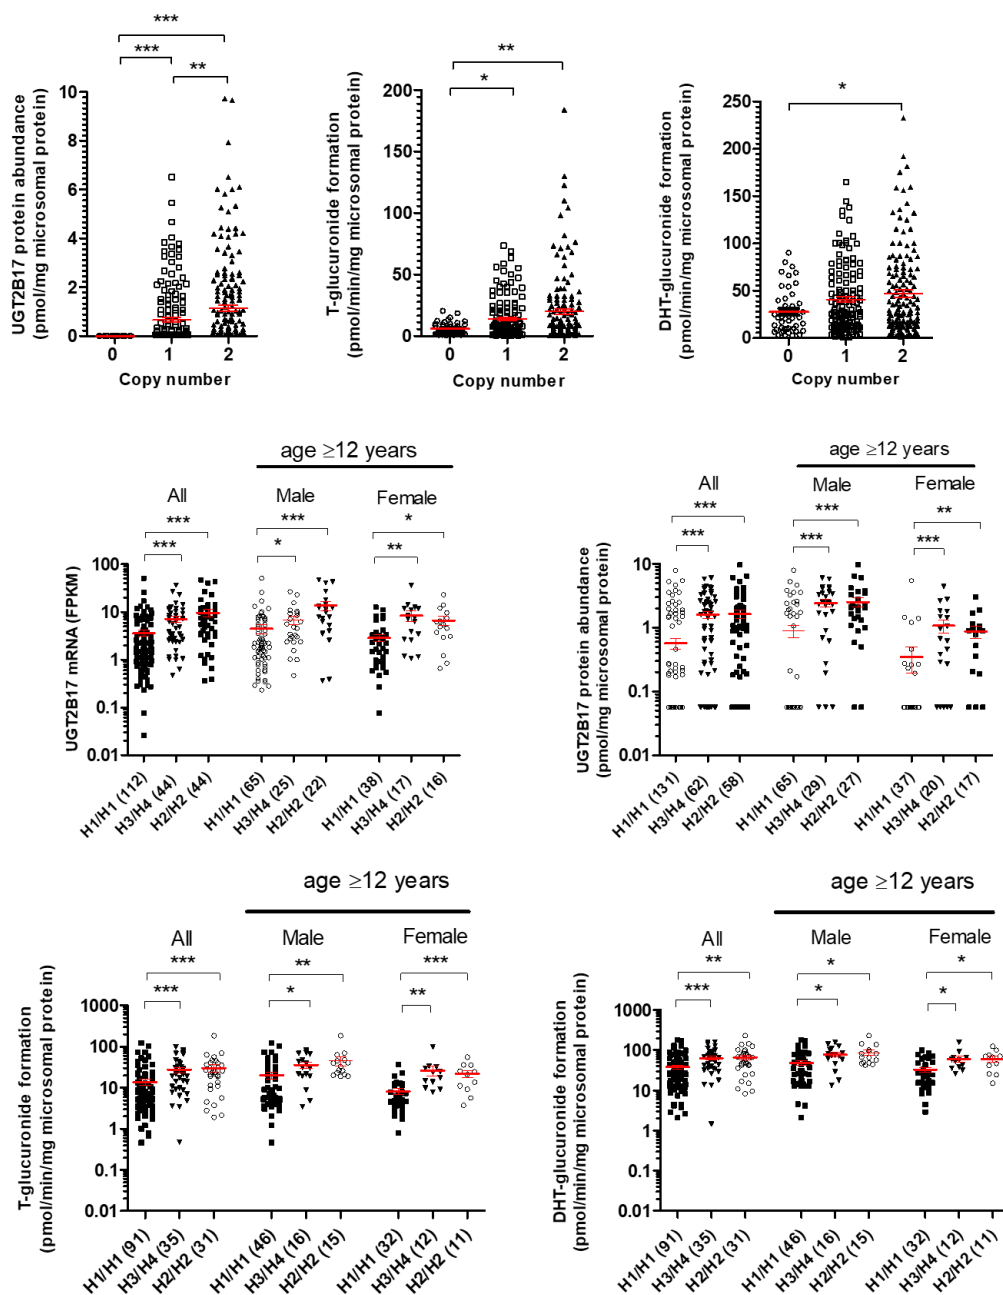 ***
***
**
UGT2B17 protein abundance
(pmol/mg microsomal protein)
10
8
6
4
2
0
0
1
2
Copy number
**
*
T-glucuronide formation
(pmol/min/mg microsomal protein)
200
150
100
50
0
0
1
2
Copy number
*
DHT-glucuronide formation
(pmol/min/mg microsomal protein)
250
200
150
100
50
0
0
1
2
Copy number
age ≥12 years
All
Male
Female
***
***
***
*
*
**
UGT2B17 mRNA (FPKM)
100
10
1
0.1
0.01
H1/H1 (112)
H3/H4 (44)
H2/H2 (44)
H1/H1 (65)
H3/H4 (25)
H2/H2 (22)
H1/H1 (38)
H3/H4 (17)
H2/H2 (16)
age ≥12 years
All
Male
Female
***
***
***
***
**
***
UGT2B17 protein abundance
(pmol/mg microsomal protein)
10
1
0.1
0.01
H1/H1 (131)
H3/H4 (62)
H2/H2 (58)
H1/H1 (65)
H3/H4 (29)
H2/H2 (27)
H1/H1 (37)
H3/H4 (20)
H2/H2 (17)
age ≥12 years
All
Male
Female
***
***
**
*
***
**
T-glucuronide formation
(pmol/min/mg microsomal protein)
1000
100
10
1
0.1
0.01
H1/H1 (91)
H3/H4 (35)
H2/H2 (31)
H1/H1 (46)
H3/H4 (16)
H2/H2 (15)
H1/H1 (32)
H3/H4 (12)
H2/H2 (11)
age ≥12 years
All
Male
Female
**
***
*
*
*
*
DHT-glucuronide formation
(pmol/min/mg microsomal protein)
1000
100
10
1
0.1
0.01
H1/H1 (91)
H3/H4 (35)
H2/H2 (31)
H1/H1 (46)
H3/H4 (16)
H2/H2 (15)
H1/H1 (32)
H3/H4 (12)
H2/H2 (11)